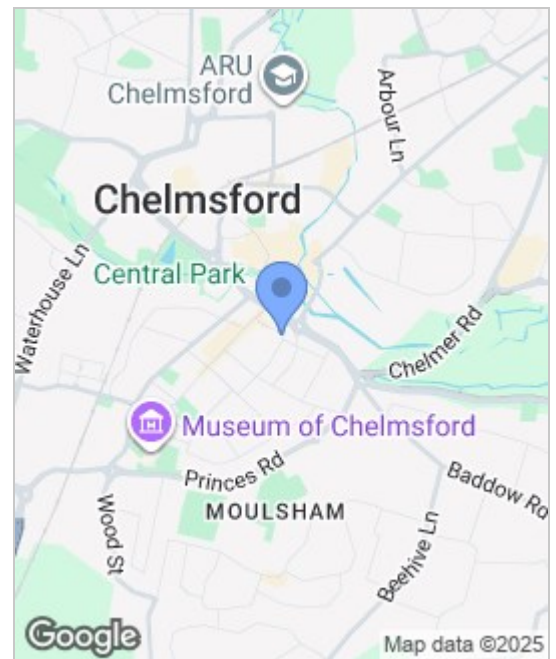 ARU
Chelmsford
Arbour Ln
Chelmsford
Waterhouse Ln
Central Park
Chelmer Rd
Museum of Chelmsford
Princes Rd
Baddow Rd
MOULSHAM
Wood St
Beehive Ln
Google
Map data ©2025